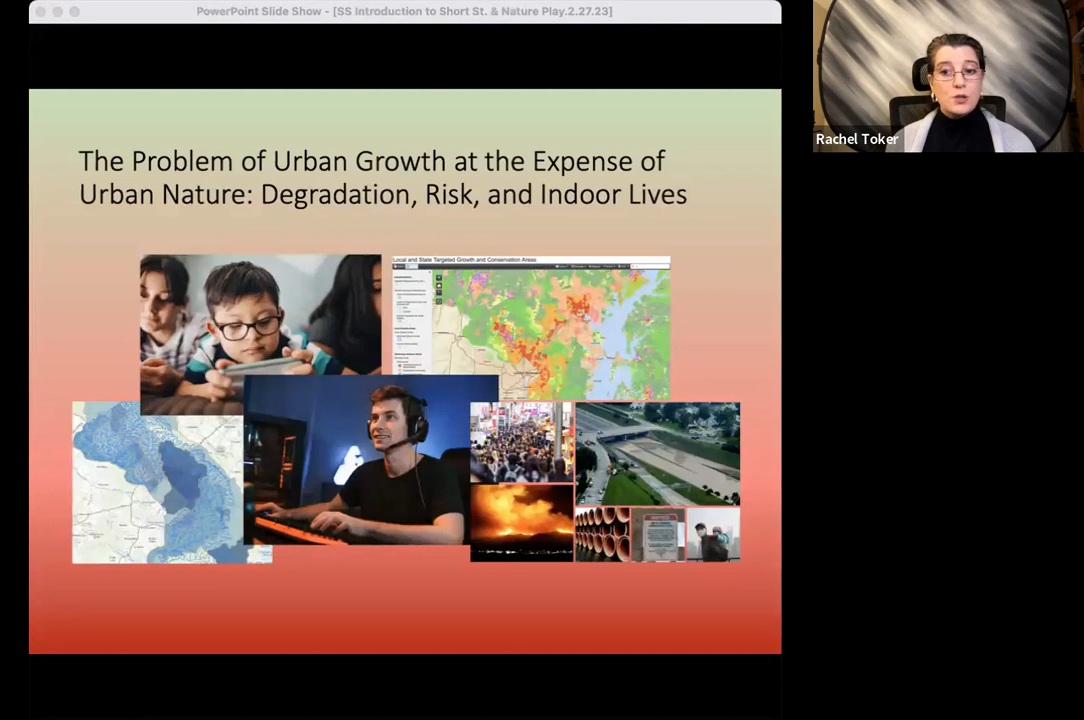 PowerPoint Slide Show - [SS Introduction to Short St. & Nature Play.2.27.23]
Rachel Toker
The Problem of Urban Growth at the Expense of
Urban Nature: Degradation, Risk, and Indoor Lives
Local and State Targeted Growth and Conservation Areas